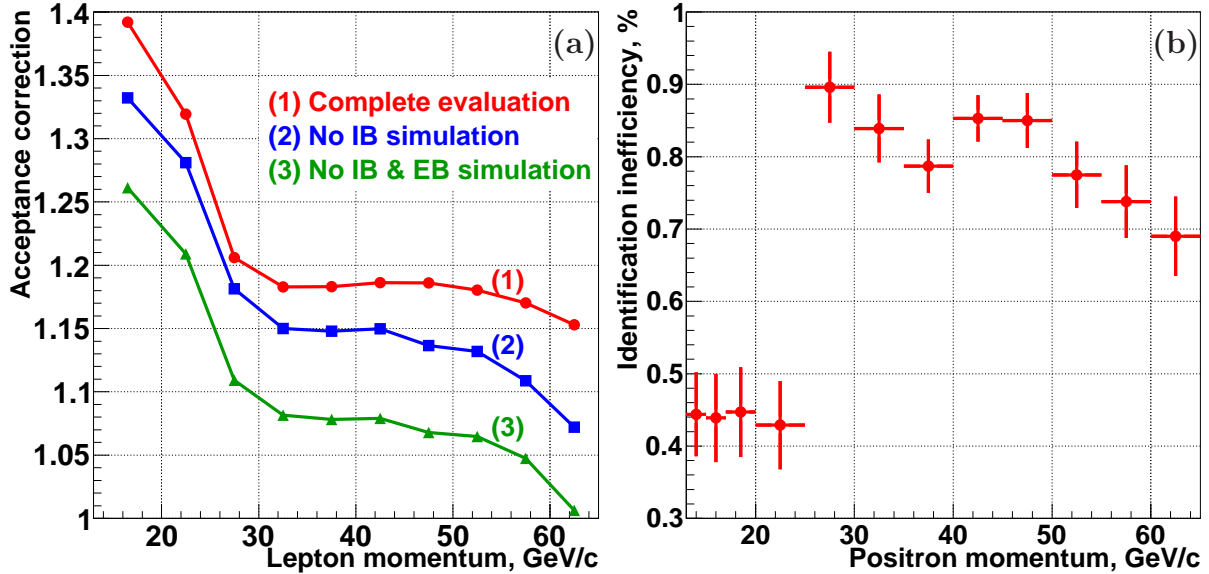 (a)
Acceptance correction
1.4
1.35
1.3
1.25
1.2
1.15
1.1
1.05
1
(1) Complete evaluation
(2) No IB simulation
(3) No IB & EB simulation
(1)
(2)
(3)
20 30 40 50 60
Lepton momentum, GeV/c
(b)
Identification inefficiency, %
1
0.9
0.8
0.7
0.6
0.5
0.4
0.3
20 30 40 50 60
Positron momentum, GeV/c